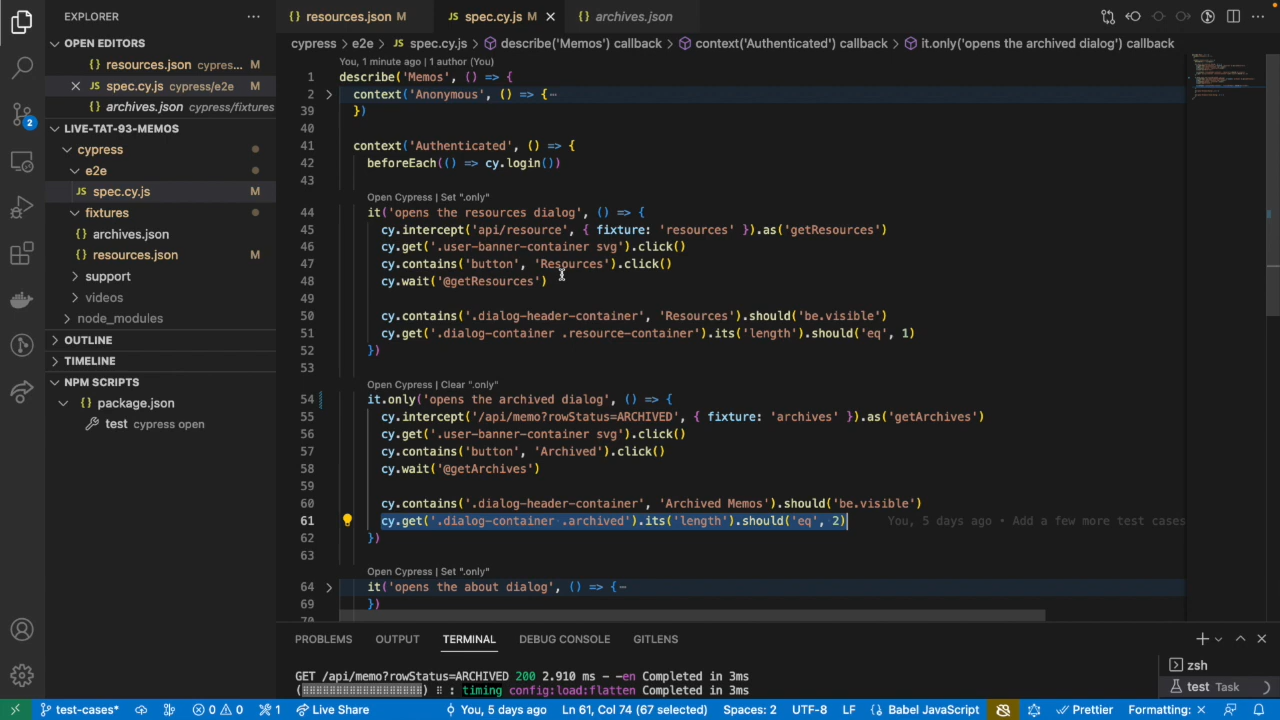 EXPLORER
OPEN EDITORS
{} resources.json cypres... M
JS spec.cy.js cypress/e2e M
{} archives.json cypress/fixtures
LIVE-TAT-93-MEMOS
cypress
e2e
JS spec.cy.js M
fixtures
{} archives.json
{} resources.json M
support
videos
node_modules
OUTLINE
TIMELINE
NPM SCRIPTS
package.json
test cypress open
2
{} resources.json M
JS spec.cy.js M
{} archives.json
cypress > e2e > JS spec.cy.js > describe('Memos') callback > context('Authenticated') callback > it.only('opens the archived dialog') callback
You, 1 minute ago | 1 author (You)
1 describe('Memos', () => {
2 context('Anonymous', () => {
39 })
40
41 context('Authenticated', () => {
42 beforeEach(() => cy.login())
43
Open Cypress | Set ".only"
44 it('opens the resources dialog', () => {
45 cy.intercept('api/resource', { fixture: 'resources' }).as('getResources')
46 cy.get('.user-banner-container svg').click()
47 cy.contains('button', 'Resources').click()
48 cy.wait('@getResources')
49
50 cy.contains('.dialog-header-container', 'Resources').should('be.visible')
51 cy.get('.dialog-container .resource-container').its('length').should('eq', 1)
52 })
53
Open Cypress | Clear ".only"
54 it.only('opens the archived dialog', () => {
55 cy.intercept('/api/memo?rowStatus=ARCHIVED', { fixture: 'archives' }).as('getArchives')
56 cy.get('.user-banner-container svg').click()
57 cy.contains('button', 'Archived').click()
58 cy.wait('@getArchives')
59
60 cy.contains('.dialog-header-container', 'Archived Memos').should('be.visible')
61 cy.get('.dialog-container .archived').its('length').should('eq', 2) You, 5 days ago • Add a few more test cases
62 })
63
Open Cypress | Set ".only"
64 it('opens the about dialog', () => {
69 })
70
PROBLEMS OUTPUT TERMINAL DEBUG CONSOLE GITLENS
GET /api/memo?rowStatus=ARCHIVED 200 2.910 ms - -en Completed in 3ms
timing config:load:flatten Completed in 3ms
zsh
test Task
test-cases* 0 0 1 Live Share You, 5 days ago Ln 61, Col 74 (67 selected) Spaces: 2 UTF-8 LF {} Babel JavaScript Prettier Formatting: ×